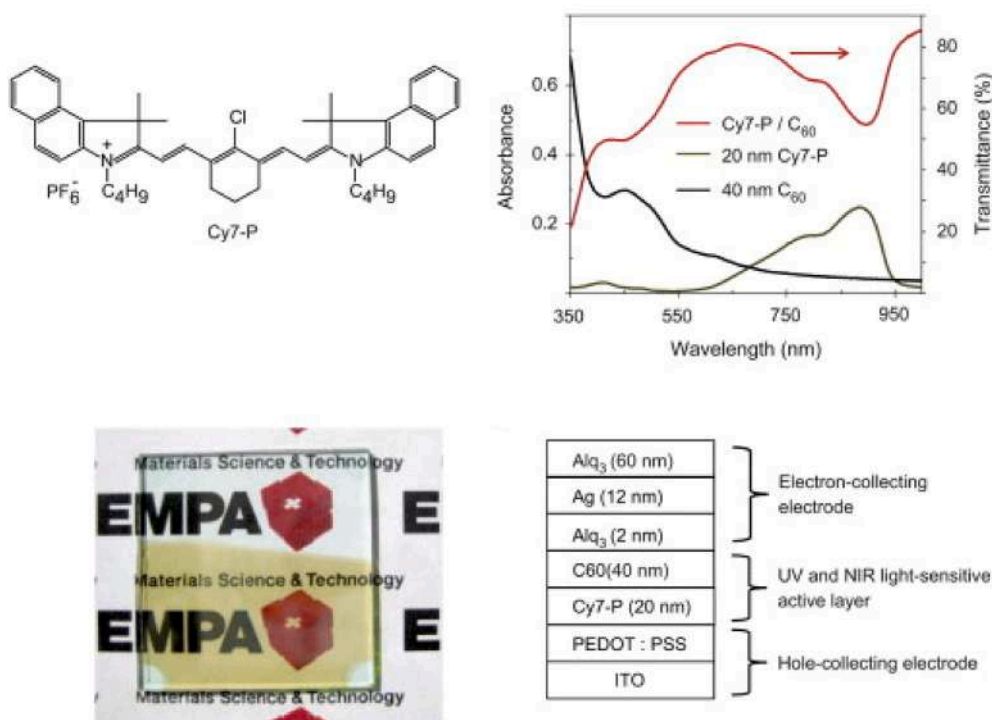 Cl
N
+
PF6-
C4H9
N
C4H9
Cy7-P
Absorbance
0.6
0.4
0.2
80
60
40
20
Transmittance (%)
Cy7-P / C60
20 nm Cy7-P
40 nm C60
350
550
750
950
Wavelength (nm)
Materials Science & Technology
EMPA
E
Materials Science & Technology
EMPA
E
Materials Science & Technology
Alq3 (60 nm)
Ag (12 nm)
Alq3 (2 nm)
C60(40 nm)
Cy7-P (20 nm)
PEDOT : PSS
ITO
Electron-collecting
electrode
UV and NIR light-sensitive
active layer
Hole-collecting electrode